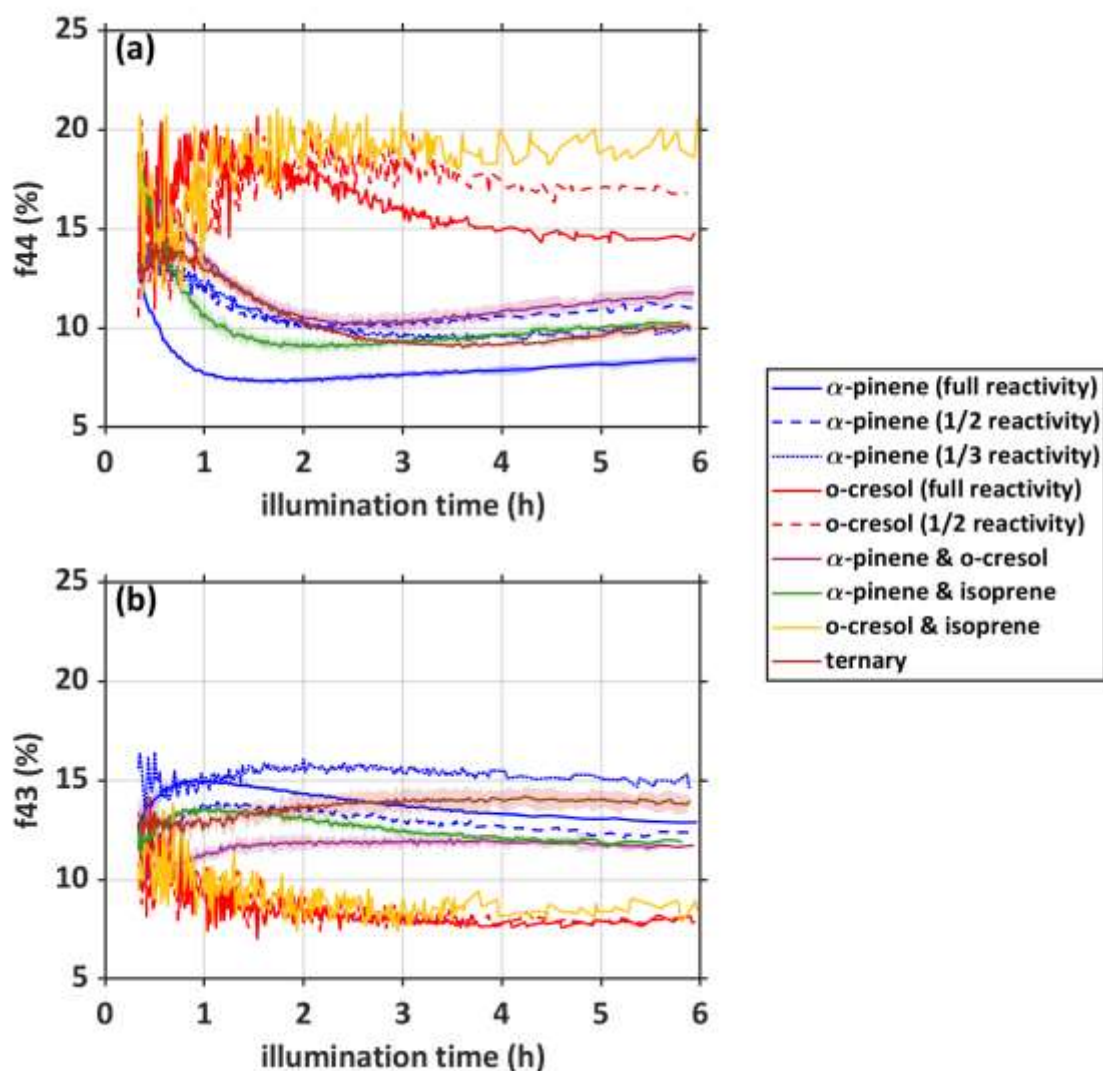 25
(a)
20
15
10
5
f44 (%)
0 1 2 3 4 5 6
illumination time (h)
25
(b)
20
15
10
5
f43 (%)
0 1 2 3 4 5 6
illumination time (h)
α-pinene (full reactivity)
α-pinene (1/2 reactivity)
α-pinene (1/3 reactivity)
o-cresol (full reactivity)
o-cresol (1/2 reactivity)
α-pinene & o-cresol
α-pinene & isoprene
o-cresol & isoprene
ternary